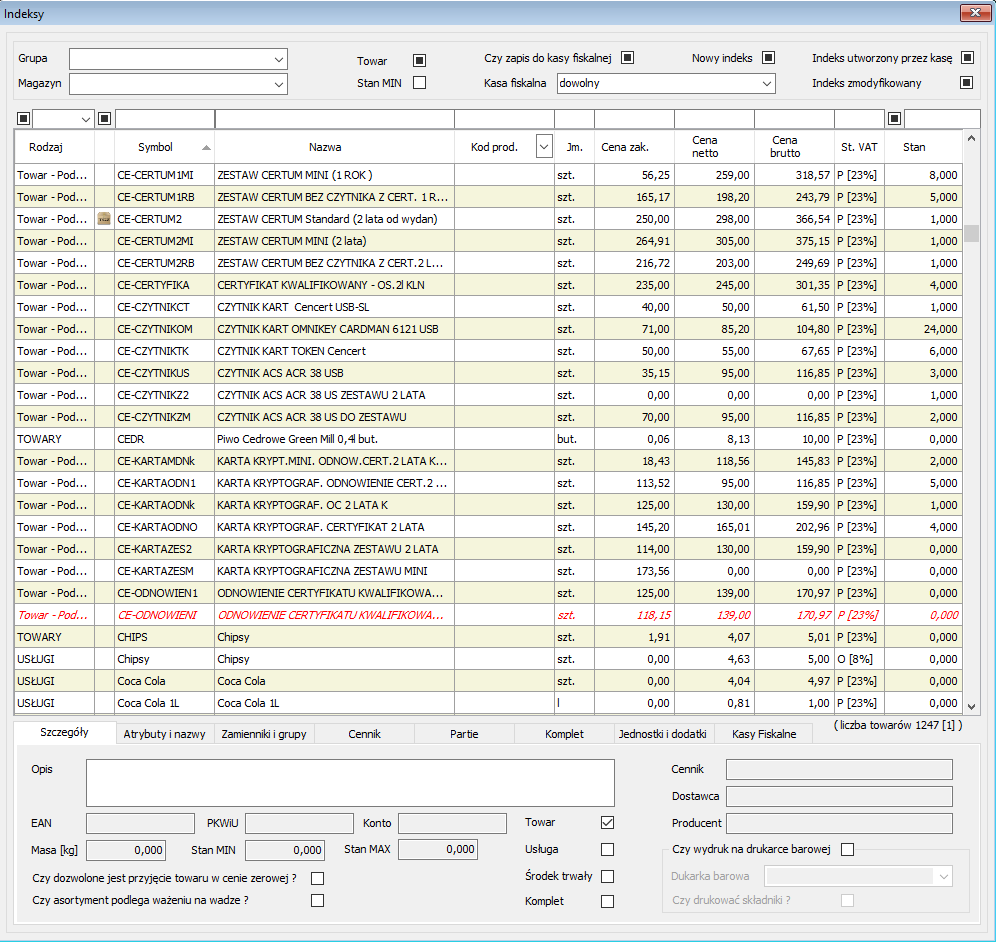 Indeksy
Grupa Towar Czy zapis do kasy fiskalnej Nowy indeks Indeks utworzony przez kasę
Magazyn Stan MIN Kasa fiskalna dowolny Indeks zmodyfikowany
Rodzaj Symbol Nazwa Kod prod. Jm. Cena zak. Cena netto Cena brutto St. VAT Stan
Towar - Pod... CE-CERTUM1MI ZESTAW CERTUM MINI (1 ROK ) szt. 56,25 259,00 318,57 P [23%] 8,000
Towar - Pod... CE-CERTUM1RB ZESTAW CERTUM BEZ CZYTNIKA Z CERT. 1 R... szt. 165,17 198,20 243,79 P [23%] 5,000
Towar - Pod... CE-CERTUM2 ZESTAW CERTUM Standard (2 lata od wydan) szt. 250,00 298,00 366,54 P [23%] 1,000
Towar - Pod... CE-CERTUM2MI ZESTAW CERTUM MINI (2 lata) szt. 264,91 305,00 375,15 P [23%] 1,000
Towar - Pod... CE-CERTUM2RB ZESTAW CERTUM BEZ CZYTNIKA Z CERT.2 L... szt. 216,72 203,00 249,69 P [23%] 1,000
Towar - Pod... CE-CERTYFIKA CERTYFIKAT KWALIFIKOWANY - OS.2l KLN szt. 235,00 245,00 301,35 P [23%] 4,000
Towar - Pod... CE-CZYTNIKCT CZYTNIK KART Cencert USB-SL szt. 40,00 50,00 61,50 P [23%] 1,000
Towar - Pod... CE-CZYTNIKOM CZYTNIK KART OMNIKEY CARDMAN 6121 USB szt. 71,00 85,20 104,80 P [23%] 24,000
Towar - Pod... CE-CZYTNIKTK CZYTNIK KART TOKEN Cencert szt. 50,00 55,00 67,65 P [23%] 6,000
Towar - Pod... CE-CZYTNIKUS CZYTNIK ACS ACR 38 USB szt. 35,15 95,00 116,85 P [23%] 3,000
Towar - Pod... CE-CZYTNIKZ2 CZYTNIK ACS ACR 38 US ZESTAWU 2 LATA szt. 0,00 0,00 0,00 P [23%] 1,000
Towar - Pod... CE-CZYTNIKZM CZYTNIK ACS ACR 38 US DO ZESTAWU szt. 70,00 95,00 116,85 P [23%] 2,000
TOWARY CEDR Piwo Cedrowe Green Mill 0,4l but. but. 0,06 8,13 10,00 P [23%] 0,000
Towar - Pod... CE-KARTAMDNk KARTA KRYPT.MINI. ODNOW.CERT.2 LATA K... szt. 18,43 118,56 145,83 P [23%] 2,000
Towar - Pod... CE-KARTAODN1 KARTA KRYPTOGRAF. ODNOWIENIE CERT.2 ... szt. 113,52 95,00 116,85 P [23%] 5,000
Towar - Pod... CE-KARTAODNk KARTA KRYPTOGRAF. OC 2 LATA K szt. 125,00 130,00 159,90 P [23%] 1,000
Towar - Pod... CE-KARTAODNO KARTA KRYPTOGRAF. CERTYFIKAT 2 LATA szt. 145,20 165,01 202,96 P [23%] 4,000
Towar - Pod... CE-KARTAZES2 KARTA KRYPTOGRAFICZNA ZESTAWU 2 LATA szt. 114,00 130,00 159,90 P [23%] 0,000
Towar - Pod... CE-KARTAZESM KARTA KRYPTOGRAFICZNA ZESTAWU MINI szt. 173,56 0,00 0,00 P [23%] 0,000
Towar - Pod... CE-ODNOWIEN1 ODNOWIENIE CERTYFIKATU KWALIFIKOWA... szt. 125,00 139,00 170,97 P [23%] 0,000
Towar - Pod... CE-ODNOWIENI ODNOWIENIE CERTYFIKATU KWALIFIKOWA... szt. 118,15 139,00 170,97 P [23%] 0,000
TOWARY CHIPS Chipsy szt. 1,91 4,07 5,01 P [23%] 0,000
USŁUGI Chipsy Chipsy szt. 0,00 4,63 5,00 O [8%] 0,000
USŁUGI Coca Cola Coca Cola szt. 0,00 4,04 4,97 P [23%] 0,000
USŁUGI Coca Cola 1L Coca Cola 1L l 0,00 0,81 1,00 P [23%] 0,000
( liczba towarów 1247 [1] )
Szczegóły Atrybuty i nazwy Zamienniki i grupy Cennik Partie Komplet Jednostki i dodatki Kasy Fiskalne
Opis Cennik
Dostawca
EAN PKWiU Konto Towar Producent
Masa [kg] 0,000 Stan MIN 0,000 Stan MAX 0,000 Usługa Czy wydruk na drukarce barowej
Czy dozwolone jest przyjęcie towaru w cenie zerowej ? Środek trwały Dukarka barowa
Czy asortyment podlega ważeniu na wadze ? Komplet Czy drukować składniki ?